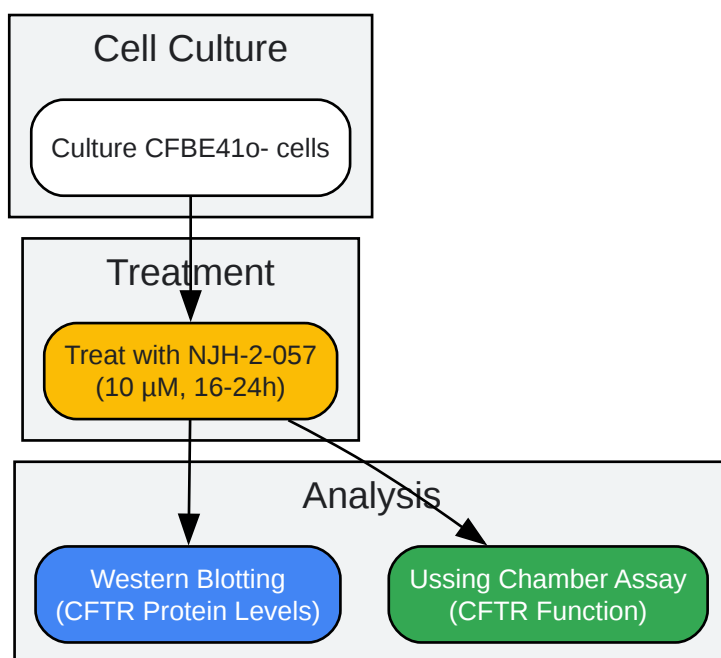 Cell Culture
Culture CFBE41o- cells
Treatment
Treat with NJH-2-057
(10 µM, 16-24h)
Analysis
Western Blotting
(CFTR Protein Levels)
Ussing Chamber Assay
(CFTR Function)